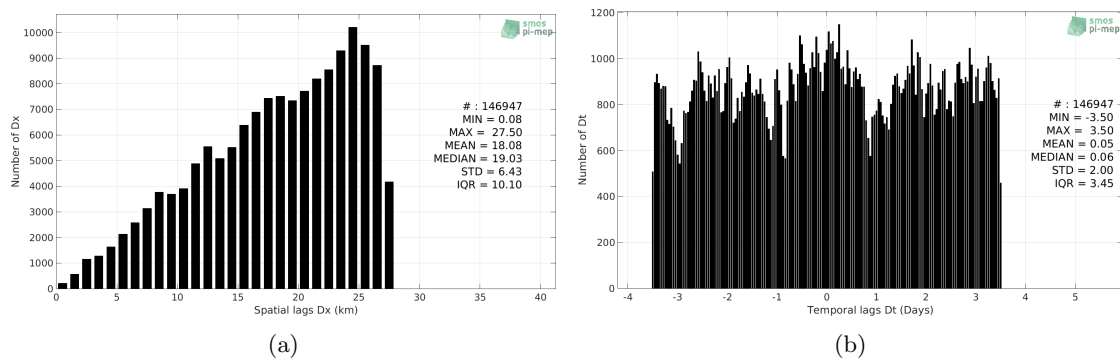 smos
pi-mep
10000
9000
8000
7000
6000
5000
4000
3000
2000
1000
0
Number of Dx
# : 146947
MIN = 0.08
MAX = 27.50
MEAN = 18.08
MEDIAN = 19.03
STD = 6.43
IQR = 10.10
0 5 10 15 20 25 30 35 40
Spatial lags Dx (km)
(a)
smos
pi-mep
1200
1000
800
600
400
200
0
Number of Dt
# : 146947
MIN = -3.50
MAX = 3.50
MEAN = 0.05
MEDIAN = 0.06
STD = 2.00
IQR = 3.45
-4 -3 -2 -1 0 1 2 3 4 5
Temporal lags Dt (Days)
(b)